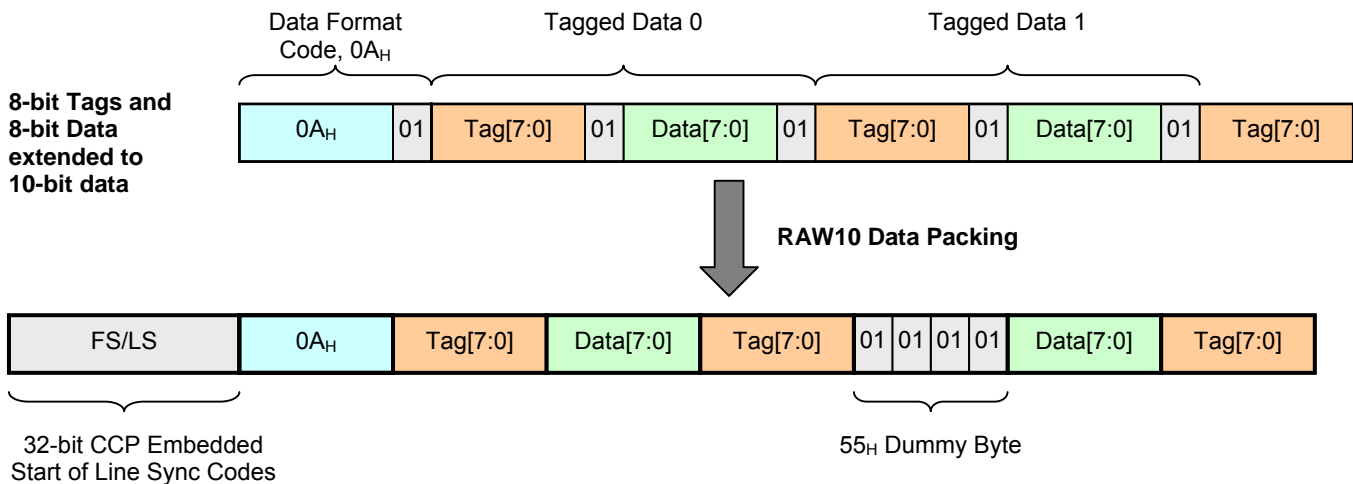 Data Format
Code, 0AH
Tagged Data 0
Tagged Data 1
8-bit Tags and
8-bit Data
extended to
10-bit data
0AH 01 Tag[7:0] 01 Data[7:0] 01 Tag[7:0] 01 Data[7:0] 01 Tag[7:0]
RAW10 Data Packing
FS/LS 0AH Tag[7:0] Data[7:0] Tag[7:0] 01 01 01 01 Data[7:0] Tag[7:0]
32-bit CCP Embedded
Start of Line Sync Codes
55H Dummy Byte